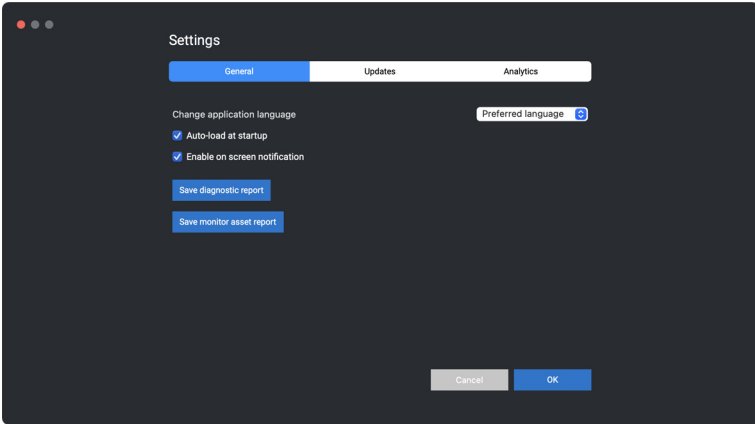 Settings
General
Updates
Analytics
Change application language
Preferred language
Auto-load at startup
Enable on screen notification
Save diagnostic report
Save monitor asset report
Cancel
OK